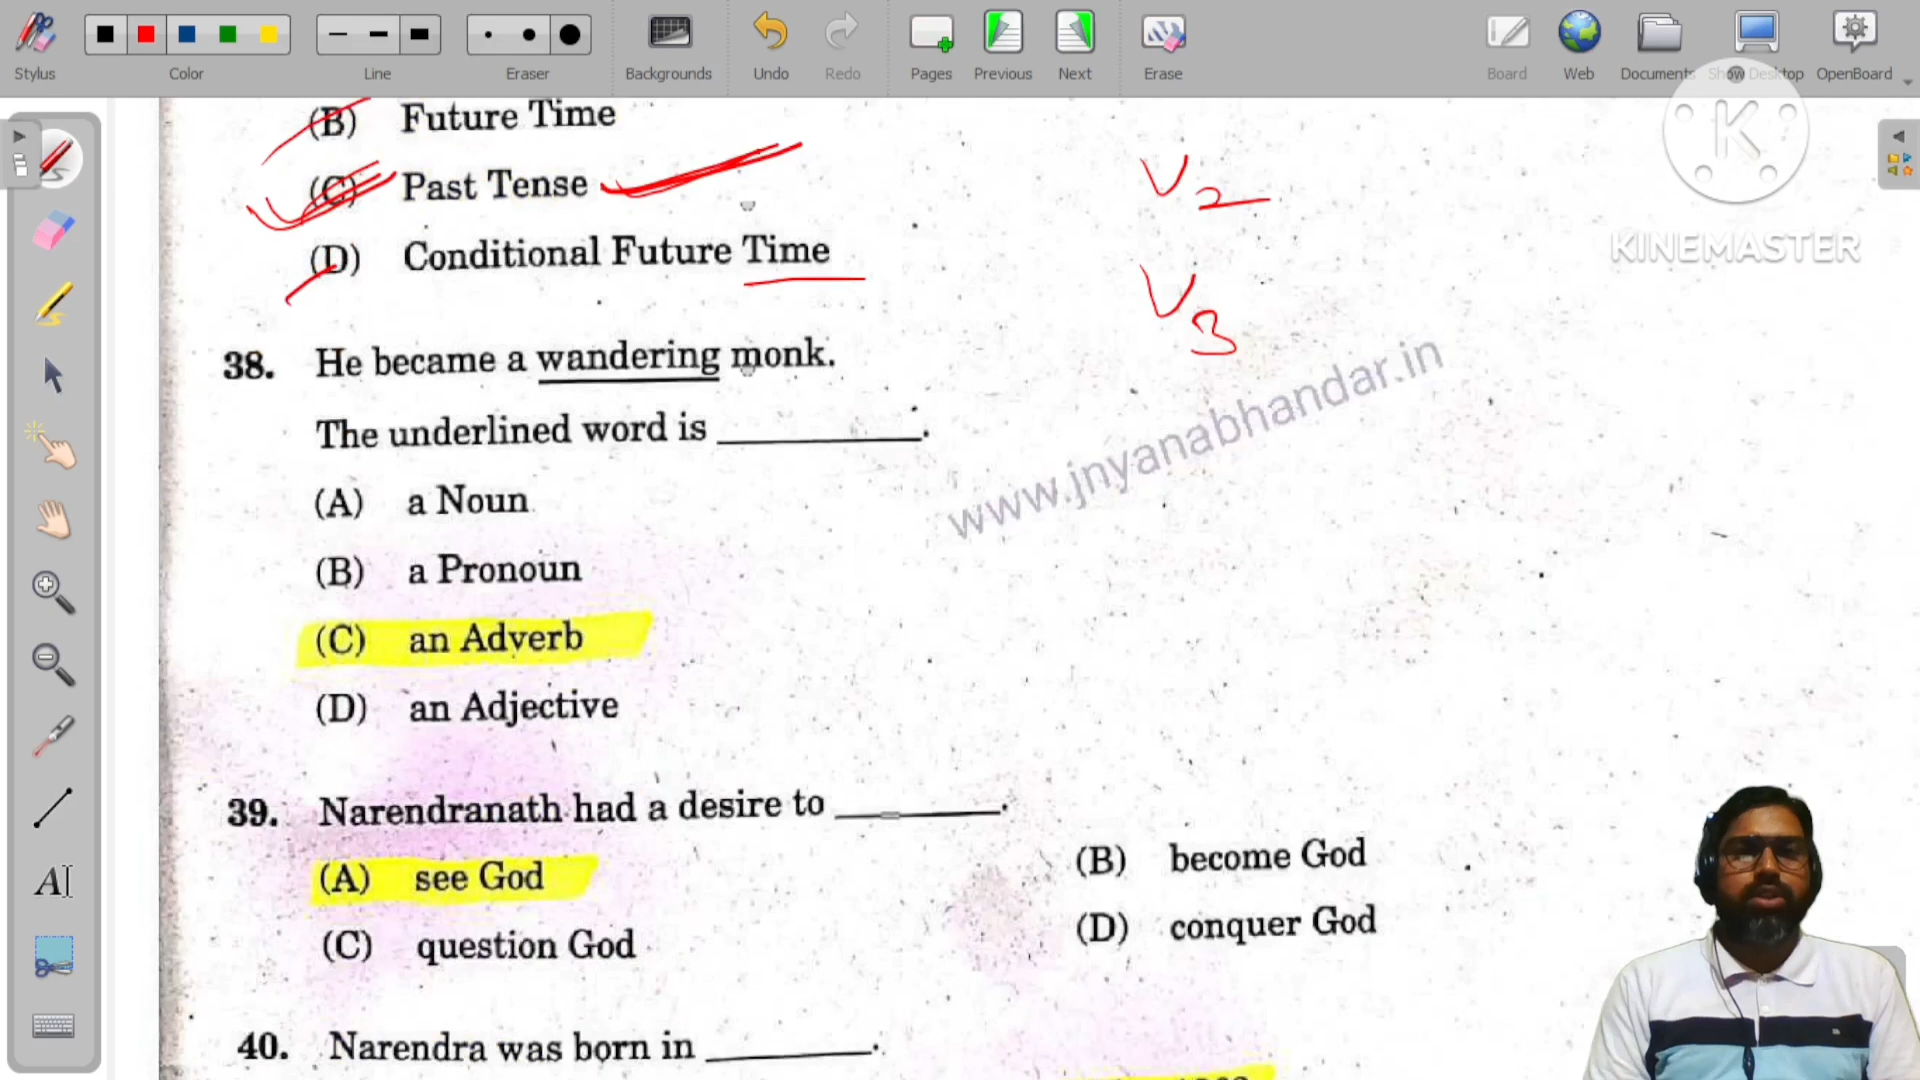 Stylus
Color
Line
Eraser
Backgrounds
Undo
Redo
Pages
Previous
Next
Erase
Board
Web
Documents
Show Desktop
OpenBoard
K
KINEMASTER
(B) Future Time
(C) Past Tense
(D) Conditional Future Time
V2
V3
38. He became a wandering monk.
The underlined word is __________.
(A) a Noun
(B) a Pronoun
(C) an Adverb
(D) an Adjective
www.jnyanabhandar.in
39. Narendranath had a desire to ________.
(A) see God
(B) become God
(C) question God
(D) conquer God
40. Narendra was born in ________.